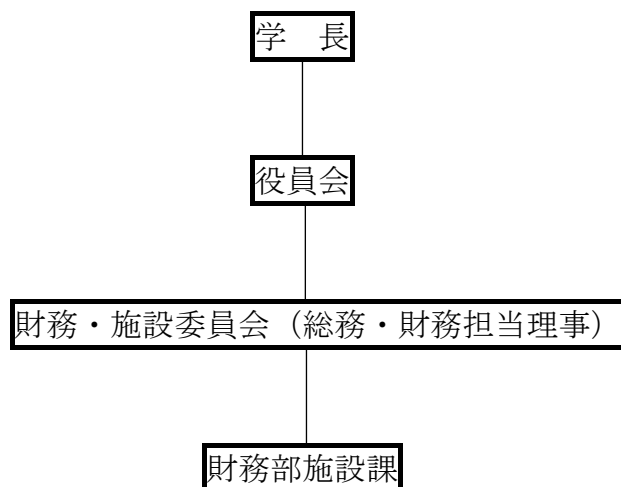 学　長
役員会
財務・施設委員会（総務・財務担当理事）
財務部施設課